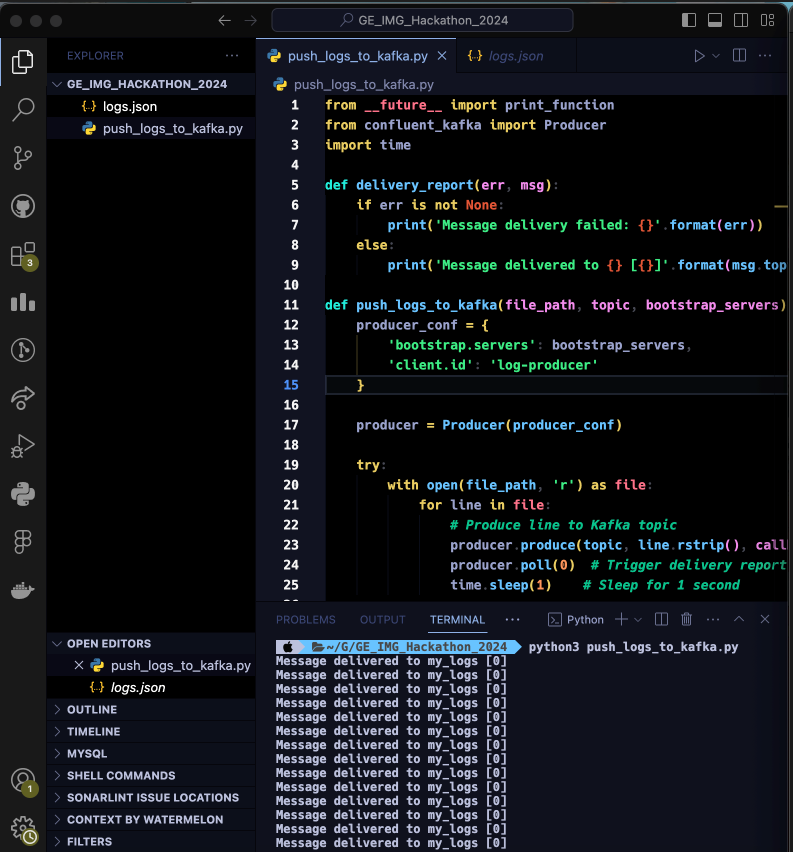 GE_IMG_Hackathon_2024
EXPLORER
GE_IMG_HACKATHON_2024
{..} logs.json
push_logs_to_kafka.py
3
1
OPEN EDITORS
push_logs_to_kafka.py
{..} logs.json
OUTLINE
TIMELINE
MYSQL
SHELL COMMANDS
SONARLINT ISSUE LOCATIONS
CONTEXT BY WATERMELON
FILTERS
push_logs_to_kafka.py
{..} logs.json
push_logs_to_kafka.py
1 from __future__ import print_function
2 from confluent_kafka import Producer
3 import time
4
5 def delivery_report(err, msg):
6 if err is not None:
7 print('Message delivery failed: {}'.format(err))
8 else:
9 print('Message delivered to {} [{}]'.format(msg.top
10
11 def push_logs_to_kafka(file_path, topic, bootstrap_servers)
12 producer_conf = {
13 'bootstrap.servers': bootstrap_servers,
14 'client.id': 'log-producer'
15 }
16
17 producer = Producer(producer_conf)
18
19 try:
20 with open(file_path, 'r') as file:
21 for line in file:
22 # Produce line to Kafka topic
23 producer.produce(topic, line.rstrip(), call
24 producer.poll(0) # Trigger delivery report
25 time.sleep(1) # Sleep for 1 second
PROBLEMS OUTPUT TERMINAL ... Python
~/G/GE_IMG_Hackathon_2024 python3 push_logs_to_kafka.py
Message delivered to my_logs [0]
Message delivered to my_logs [0]
Message delivered to my_logs [0]
Message delivered to my_logs [0]
Message delivered to my_logs [0]
Message delivered to my_logs [0]
Message delivered to my_logs [0]
Message delivered to my_logs [0]
Message delivered to my_logs [0]
Message delivered to my_logs [0]
Message delivered to my_logs [0]
Message delivered to my_logs [0]
Message delivered to my_logs [0]
Message delivered to my_logs [0]